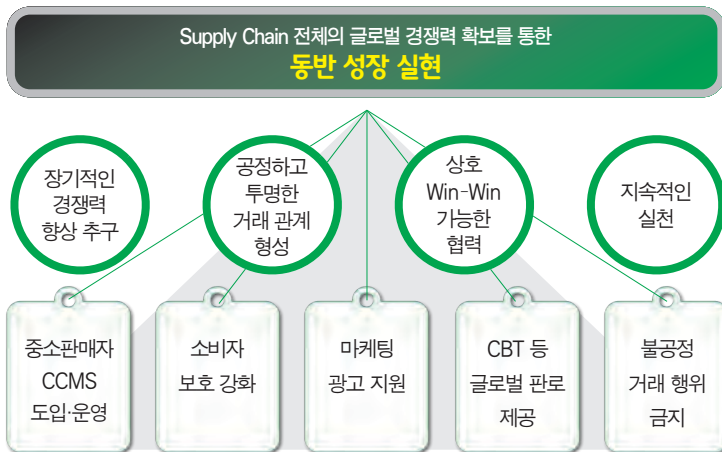 Supply Chain 전체의 글로벌 경쟁력 확보를 통한
동반 성장 실현
장기적인
경쟁력
향상 추구
공정하고
투명한
거래 관계
형성
상호
Win-Win
가능한
협력
지속적인
실천
중소판매자
CCMS
도입·운영
소비자
보호 강화
마케팅
광고 지원
CBT 등
글로벌 판로
제공
불공정
거래 행위
금지